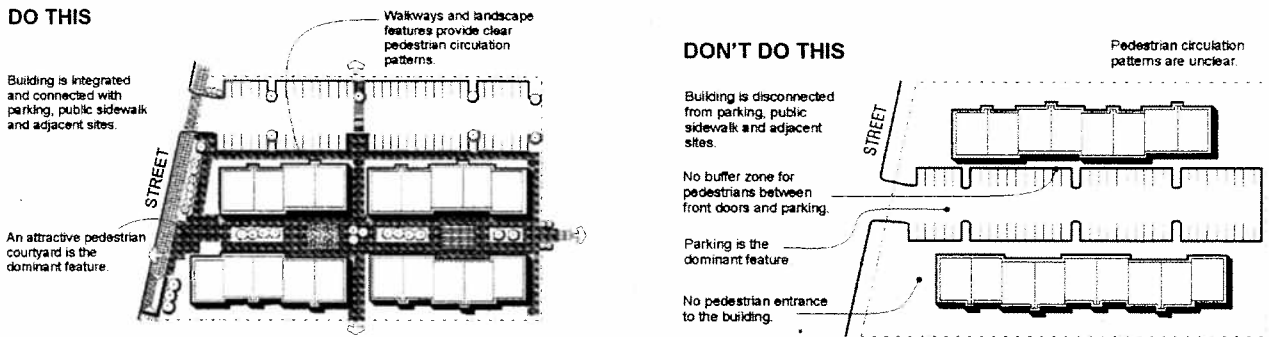 DO THIS
Walkways and landscape
features provide clear
pedestrian circulation
patterns.
Building is integrated
and connected with
parking, public sidewalk
and adjacent sites.
STREET
An attractive pedestrian
courtyard is the
dominant feature.
DON'T DO THIS
Pedestrian circulation
patterns are unclear.
Building is disconnected
from parking, public
sidewalk and adjacent
sites.
STREET
No buffer zone for
pedestrians between
front doors and parking.
Parking is the
dominant feature
No pedestrian entrance
to the building.